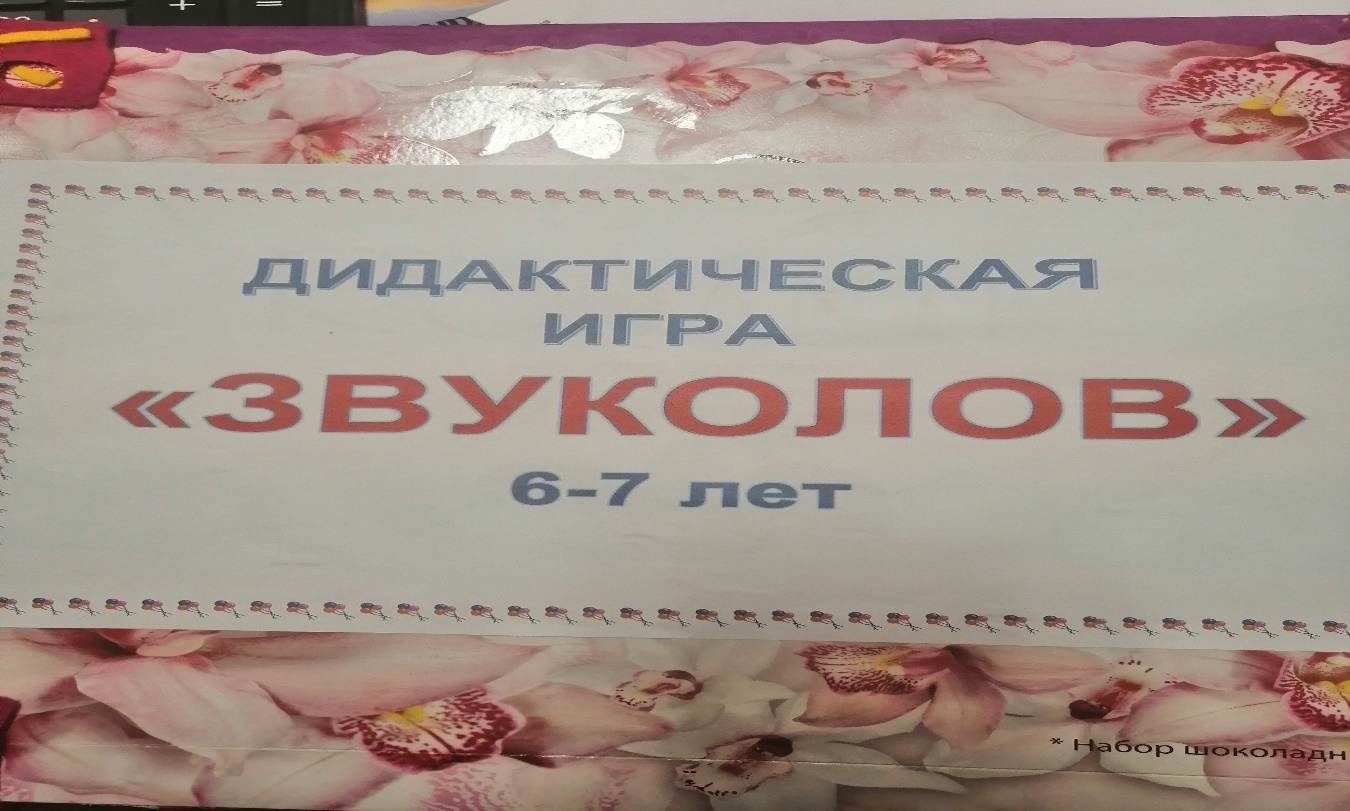 ДИДАКТИЧЕСКАЯ
ИГРА
«ЗВУКОЛОВ»
6-7 лет
* Набор шоколадн